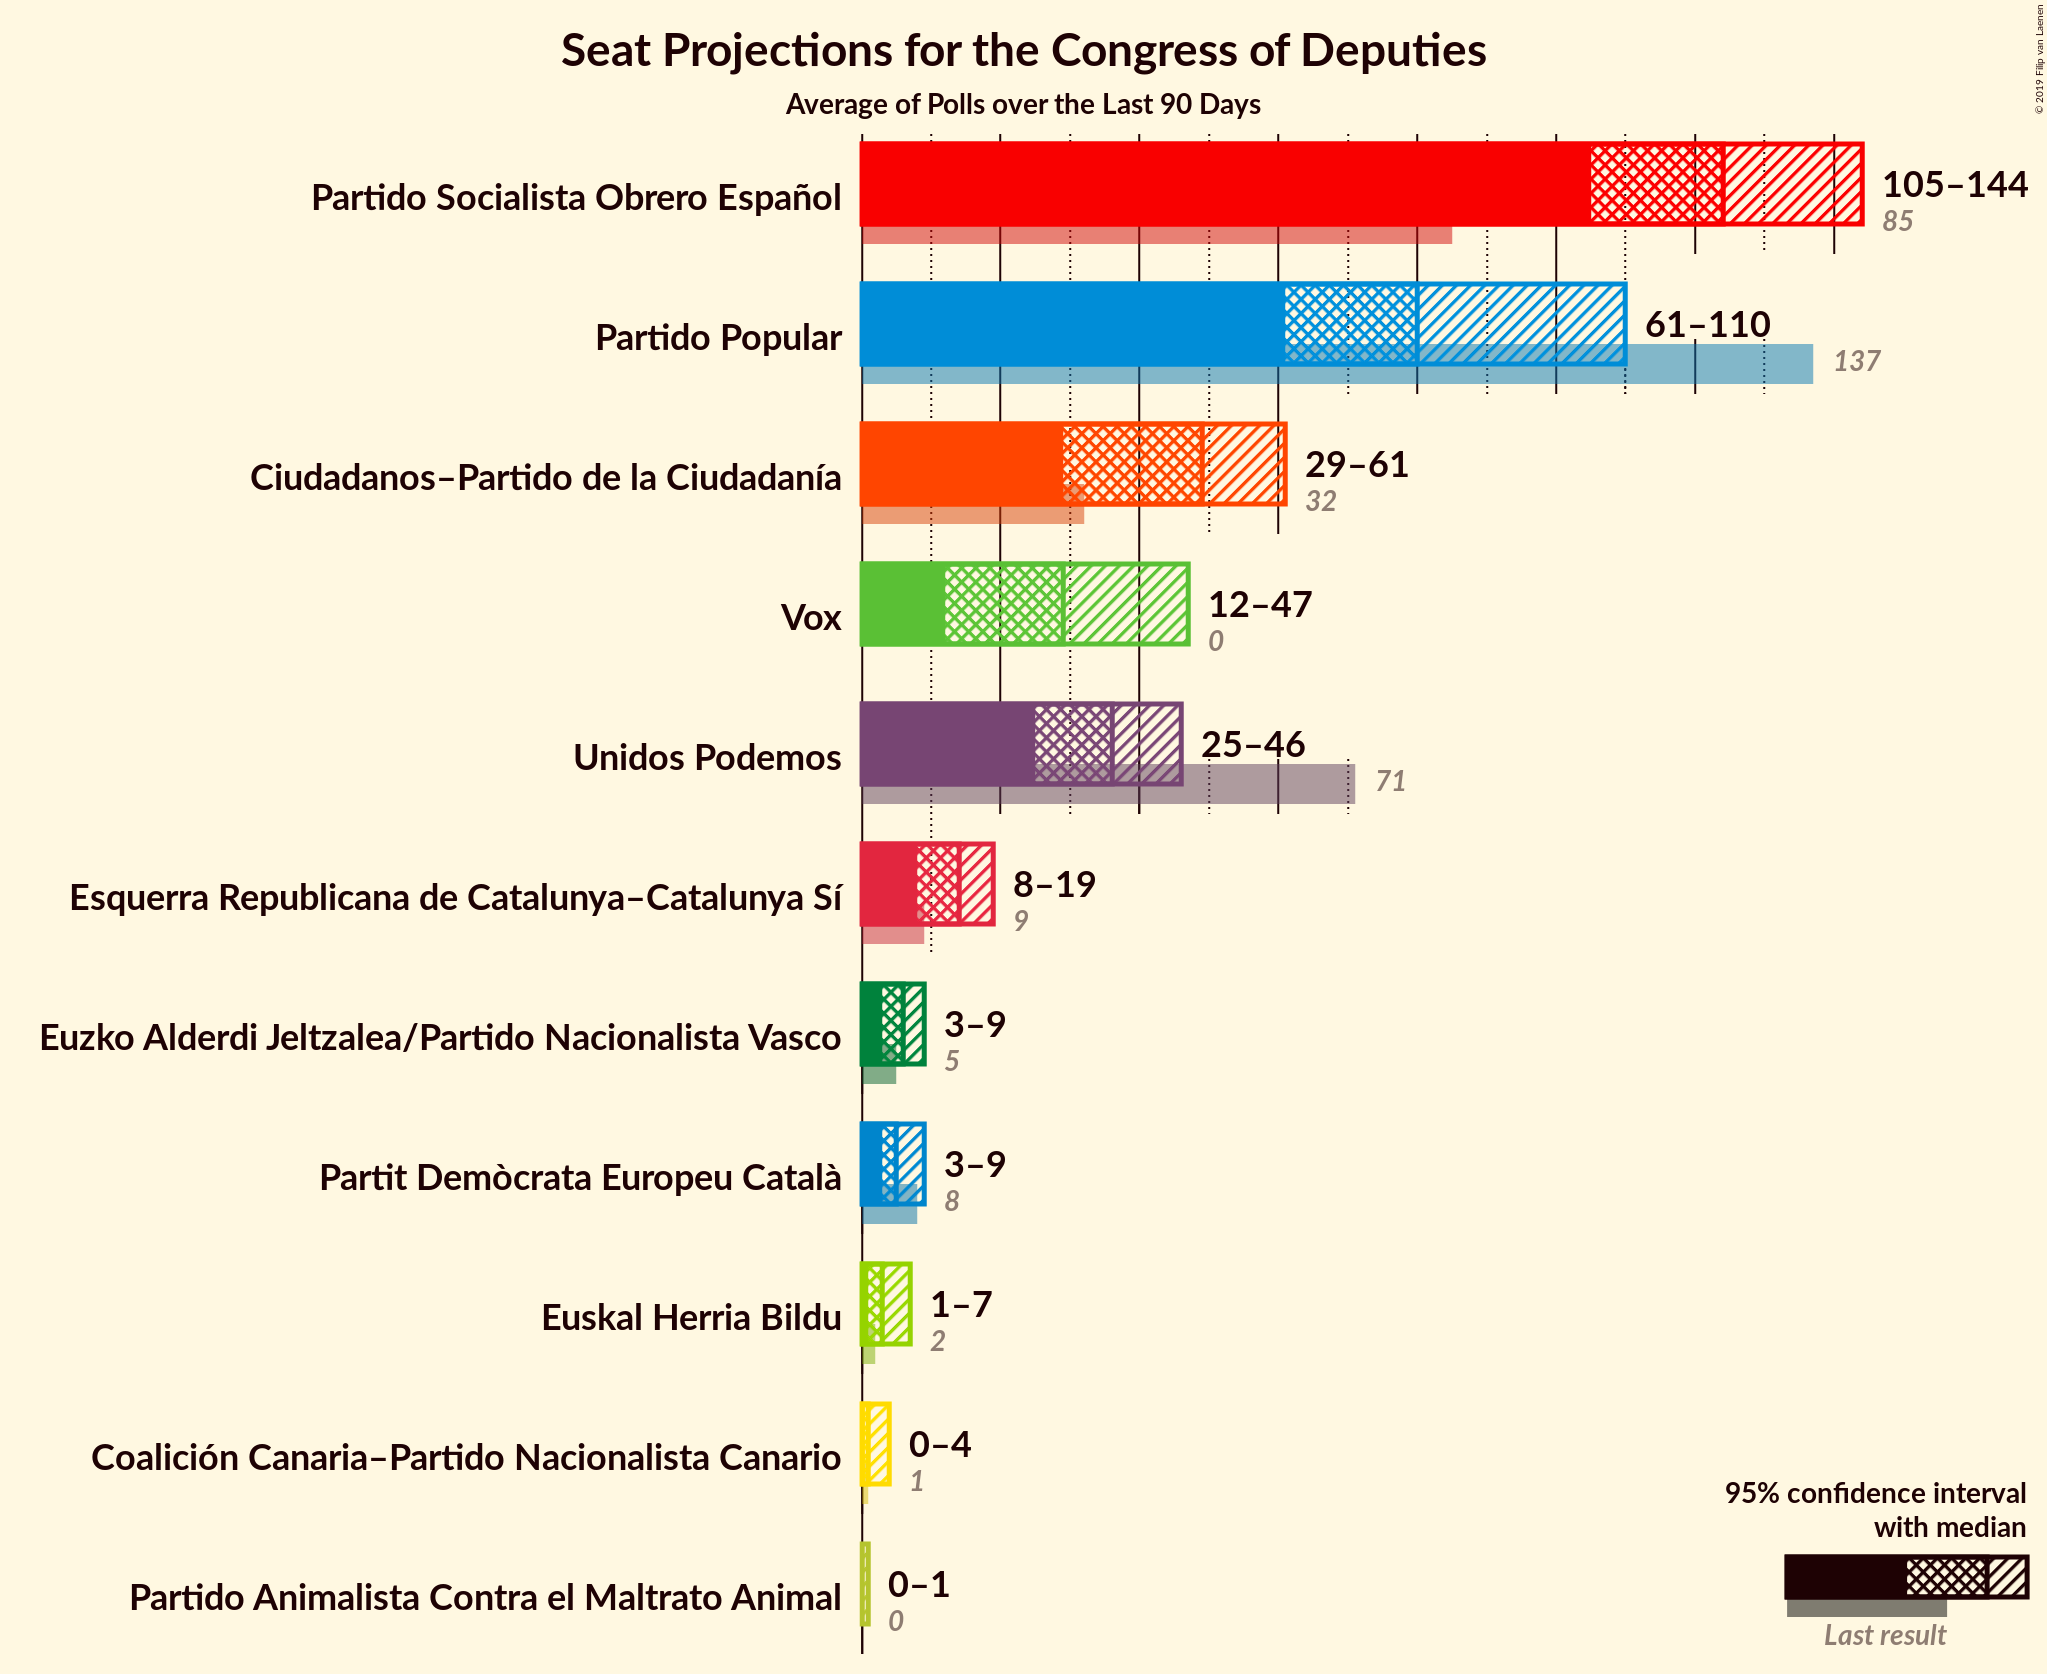 Seat Projections for the Congress of Deputies
Average of Polls over the Last 90 Days
© 2019 Filip van Laenen
Partido Socialista Obrero Español
105–144
85
Partido Popular
61–110
137
Ciudadanos–Partido de la Ciudadanía
29–61
32
Vox
12–47
0
Unidos Podemos
25–46
71
Esquerra Republicana de Catalunya–Catalunya Sí
8–19
9
Euzko Alderdi Jeltzalea/Partido Nacionalista Vasco
3–9
5
Partit Demòcrata Europeu Català
3–9
8
Euskal Herria Bildu
1–7
2
Coalición Canaria–Partido Nacionalista Canario
0–4
1
Partido Animalista Contra el Maltrato Animal
0–1
0
95% confidence interval
with median
Last result